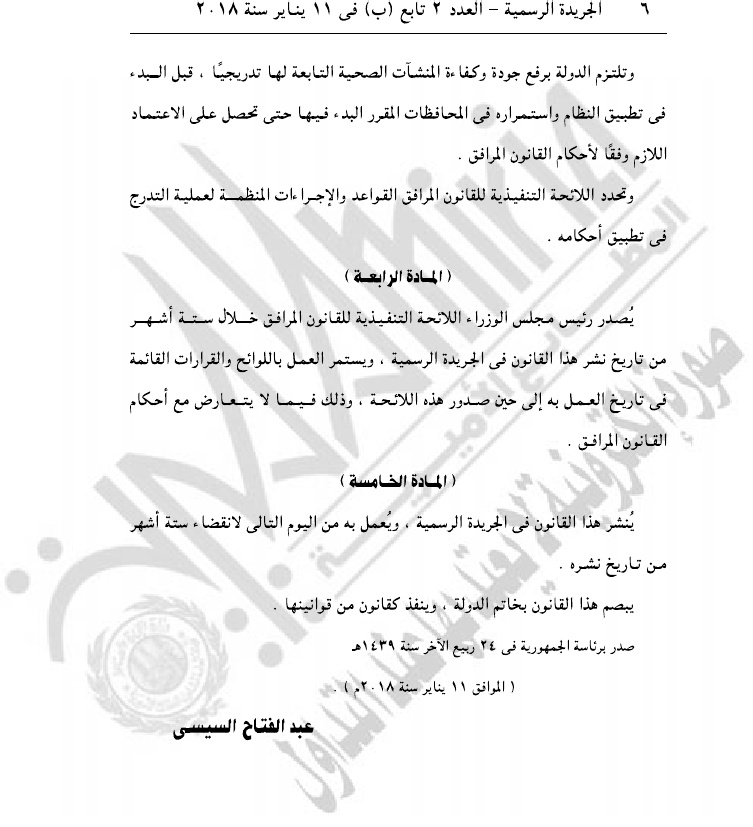 ٦ الجريدة الرسمية – العدد ٢ تابع (ب) فى ١١ يناير سنة ٢٠١٨
وتلتزم الدولة برفع جودة وكفاءة المنشآت الصحية التابعة لها تدريجيًا ، قبل البدء
فى تطبيق النظام واستمراره فى المحافظات المقرر البدء فيها حتى تحصل على الاعتماد
اللازم وفقًا لأحكام القانون المرافق .
وتحدد اللائحة التنفيذية للقانون المرافق القواعد والإجراءات المنظمة لعملية التدرج
فى تطبيق أحكامه .
(المادة الرابعة)
يُصدر رئيس مجلس الوزراء اللائحة التنفيذية للقانون المرافق خلال ستة أشهر
من تاريخ نشر هذا القانون فى الجريدة الرسمية ، ويستمر العمل باللوائح والقرارات القائمة
فى تاريخ العمل به إلى حين صدور هذه اللائحة ، وذلك فيما لا يتعارض مع أحكام
القانون المرافق .
(المادة الخامسة)
يُنشر هذا القانون فى الجريدة الرسمية ، ويُعمل به من اليوم التالى لانقضاء ستة أشهر
من تاريخ نشره .
يبصم هذا القانون بخاتم الدولة ، وينفذ كقانون من قوانينها .
صدر برئاسة الجمهورية فى ٢٤ ربيع الآخر سنة ١٤٣٩هـ
( الموافق ١١ يناير سنة ٢٠١٨م ) .
عبد الفتاح السيسى
صورة إلكترونية لا يعتد بها عند التداول